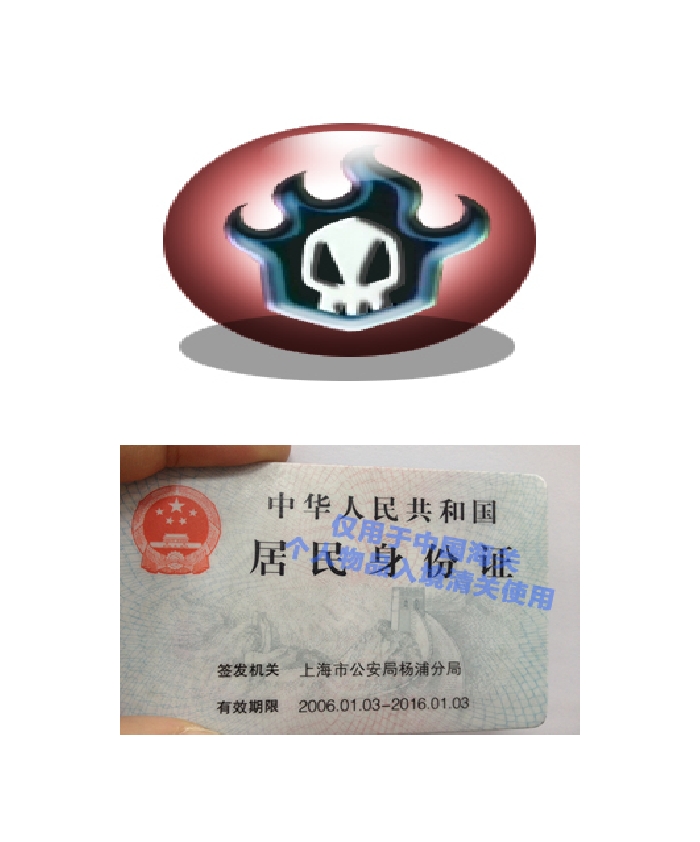 中华人民共和国
居民身份证
仅用于中国海关
个人物品入境清关使用
签发机关 上海市公安局杨浦分局
有效期限 2006.01.03-2016.01.03